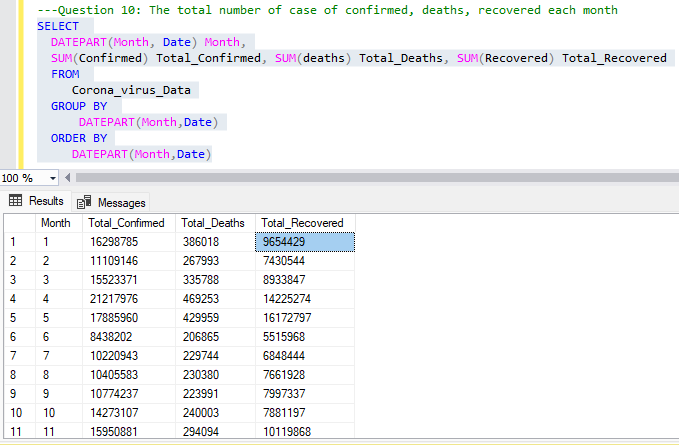 ---Question 10: The total number of case of confirmed, deaths, recovered each month
SELECT
DATEPART(Month, Date) Month,
SUM(Confirmed) Total_Confirmed, SUM(deaths) Total_Deaths, SUM(Recovered) Total_Recovered
FROM
Corona_virus_Data
GROUP BY
DATEPART(Month,Date)
ORDER BY
DATEPART(Month,Date)
100 %
Results Messages
Month Total_Confirmed Total_Deaths Total_Recovered
1 1 16298785 386018 9654429
2 2 11109146 267993 7430544
3 3 15523371 335788 8933847
4 4 21217976 469253 14225274
5 5 17885960 429959 16172797
6 6 8438202 206865 5515968
7 7 10220943 229744 6848444
8 8 10405583 230380 7661928
9 9 10774237 223991 7997337
10 10 14273107 240003 7881197
11 11 15950881 294094 10119868